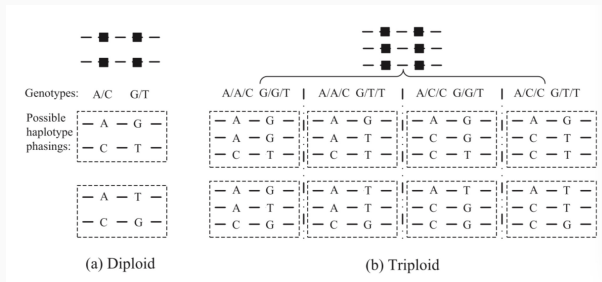 Genotypes: A/C G/T
Possible
haplotype
phasings:
A G
C T
A T
C G
(a) Diploid
A/A/C G/G/T A/A/C G/T/T A/C/C G/G/T A/C/C G/T/T
A G A G A G A G
A G A T C G C T
C T C T C T C T
A G A T A T A T
A T A T C G C T
C G C G C G C G
(b) Triploid